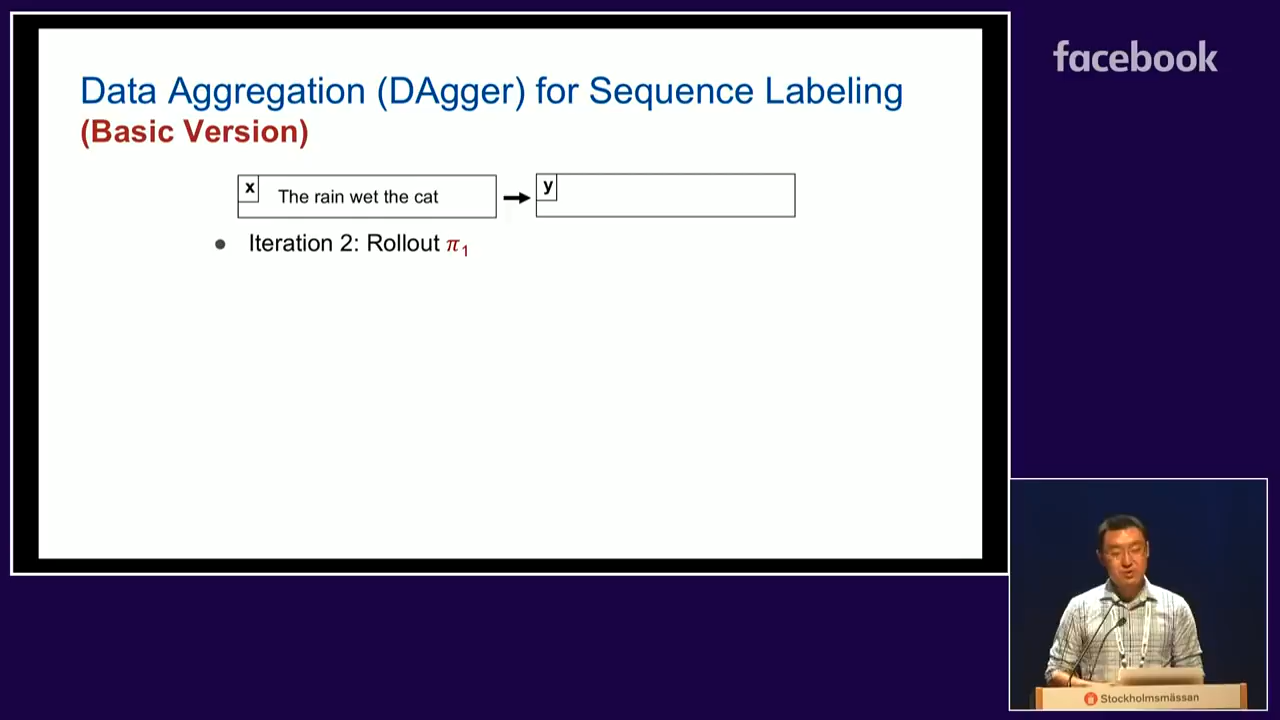 Data Aggregation (DAgger) for Sequence Labeling
(Basic Version)
x
The rain wet the cat
y
● Iteration 2: Rollout π₁
facebook
Stockholmsmässan